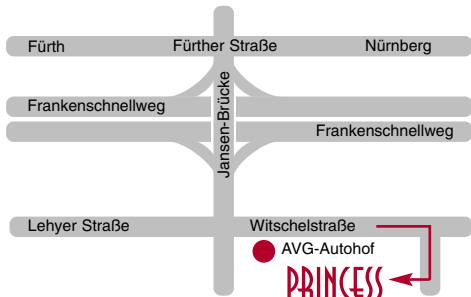 Fürth Fürther Straße Nürnberg
Jansen-Brücke
Frankenschnellweg
Frankenschnellweg
Lehyer Straße Witschelstraße
AVG-Autohof
PRINCESS